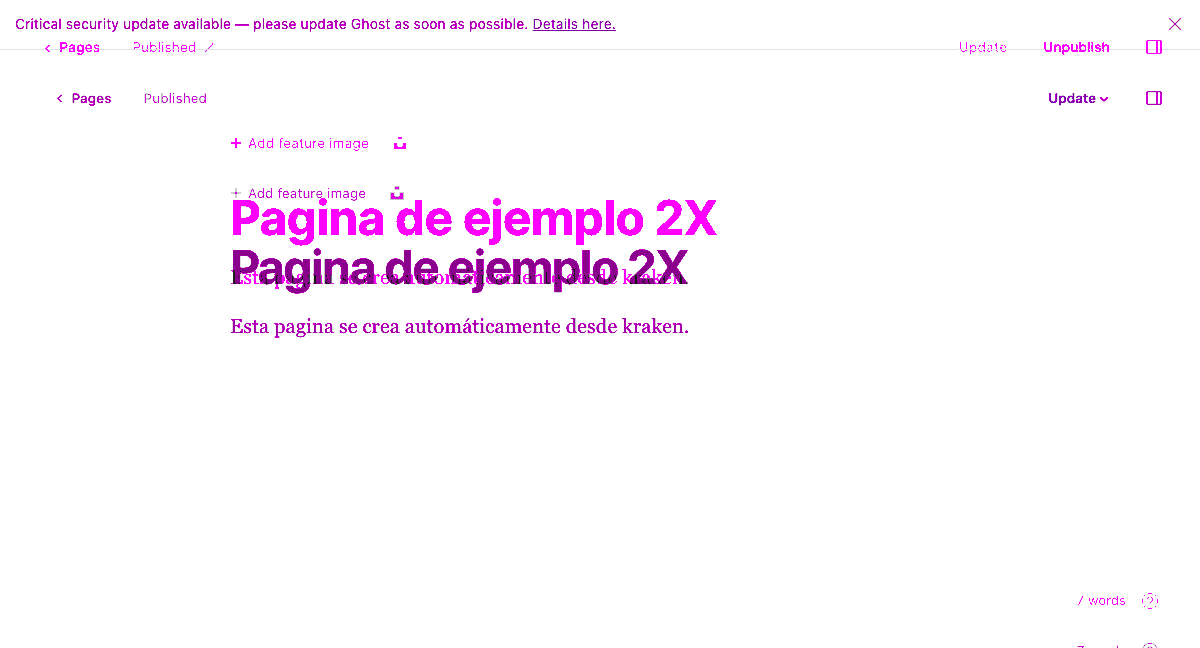 Critical security update available — please update Ghost as soon as possible. Details here.
Pages Published Update Unpublish
Pages Published Update
Add feature image
Add feature image
Pagina de ejemplo 2X
Pagina de ejemplo 2X
Esta pagina se crea automáticamente desde kraken.
Esta pagina se crea automáticamente desde kraken.
7 words